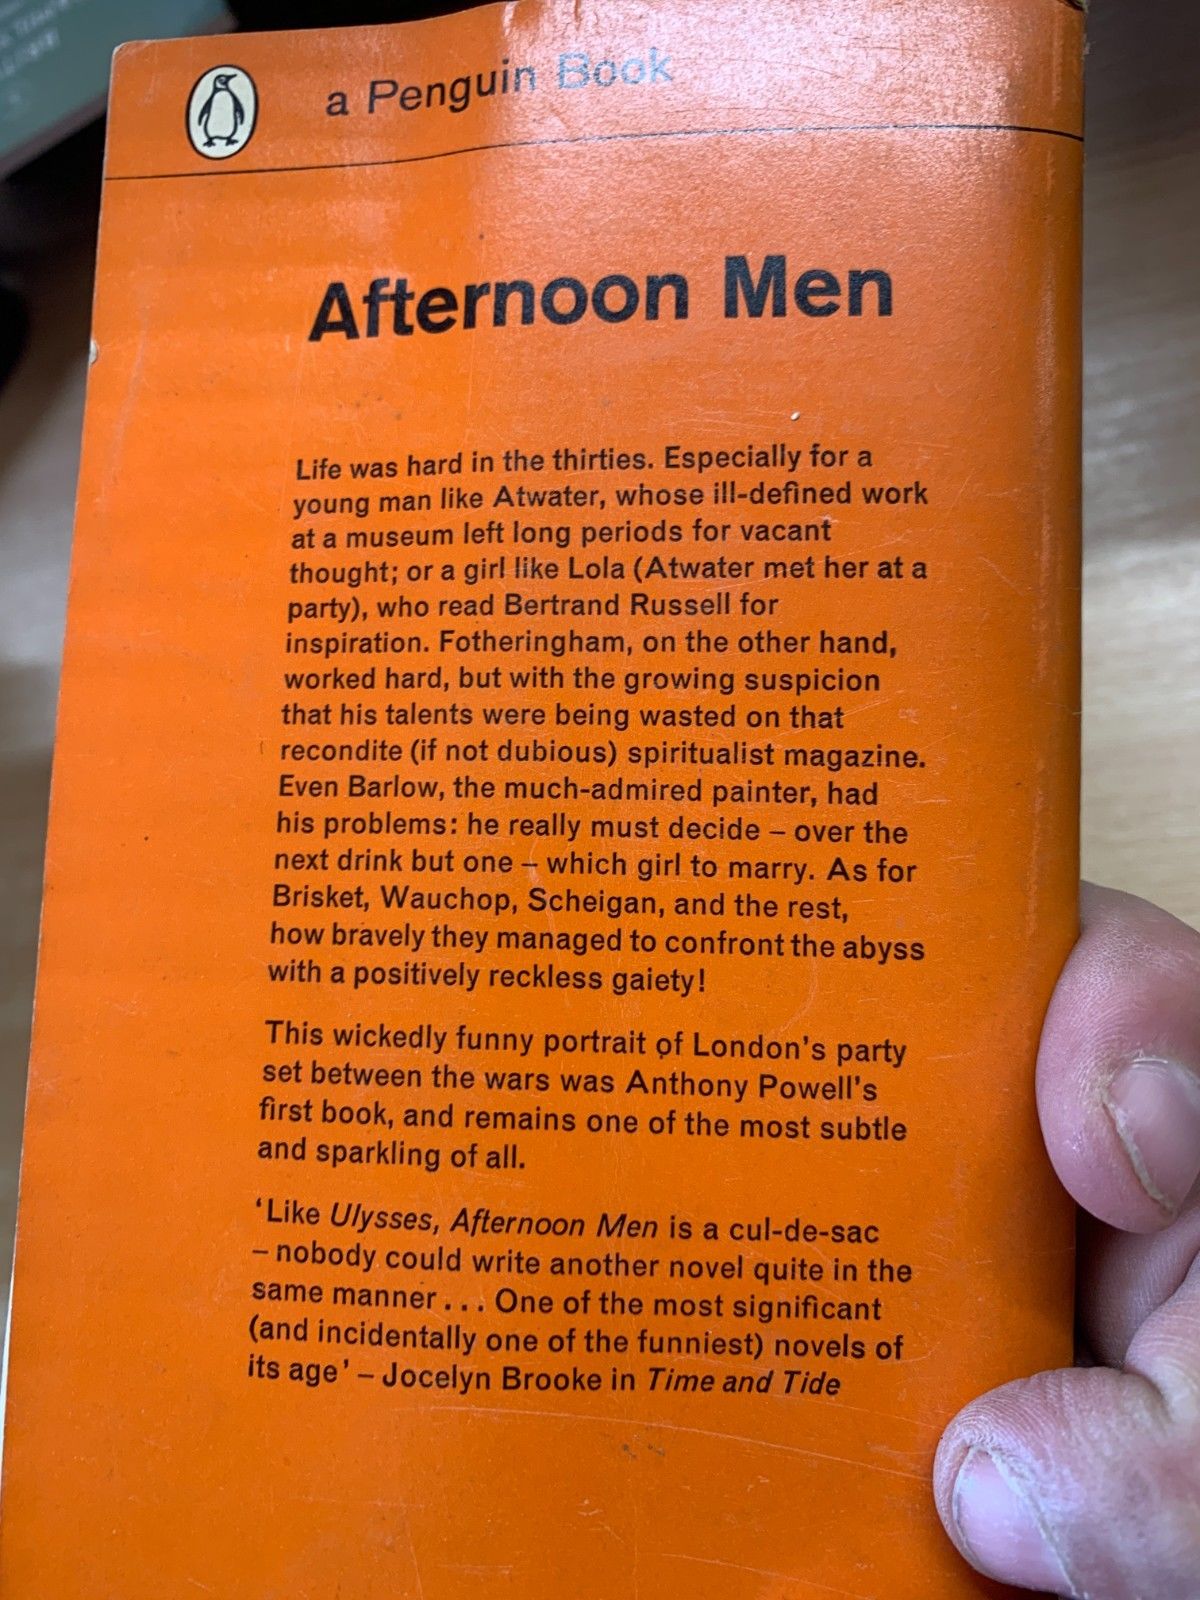 a Penguin Book
Afternoon Men
Life was hard in the thirties. Especially for a
young man like Atwater, whose ill-defined work
at a museum left long periods for vacant
thought; or a girl like Lola (Atwater met her at a
party), who read Bertrand Russell for
inspiration. Fotheringham, on the other hand,
worked hard, but with the growing suspicion
that his talents were being wasted on that
recondite (if not dubious) spiritualist magazine.
Even Barlow, the much-admired painter, had
his problems: he really must decide – over the
next drink but one – which girl to marry. As for
Brisket, Wauchop, Scheigan, and the rest,
how bravely they managed to confront the abyss
with a positively reckless gaiety!
This wickedly funny portrait of London's party
set between the wars was Anthony Powell's
first book, and remains one of the most subtle
and sparkling of all.
‘Like Ulysses, Afternoon Men is a cul-de-sac
– nobody could write another novel quite in the
same manner . . . One of the most significant
(and incidentally one of the funniest) novels of
its age’ – Jocelyn Brooke in Time and Tide